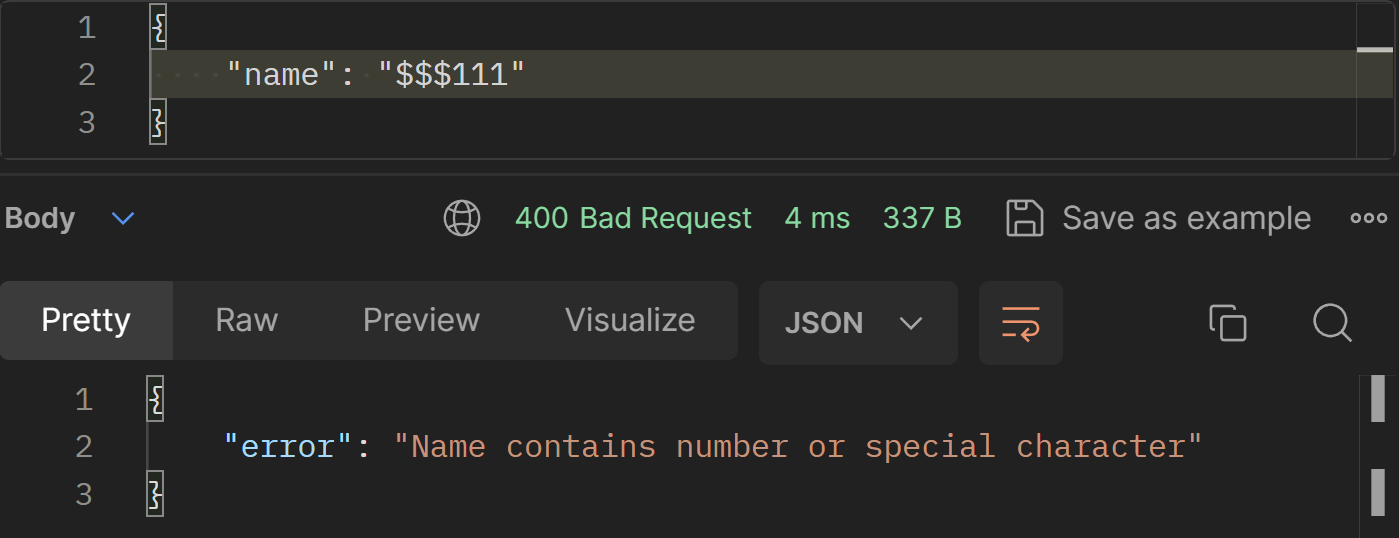 1 {
2 "name": "$$$111"
3 }
Body 400 Bad Request 4 ms 337 B Save as example
Pretty Raw Preview Visualize JSON
1 {
2 "error": "Name contains number or special character"
3 }